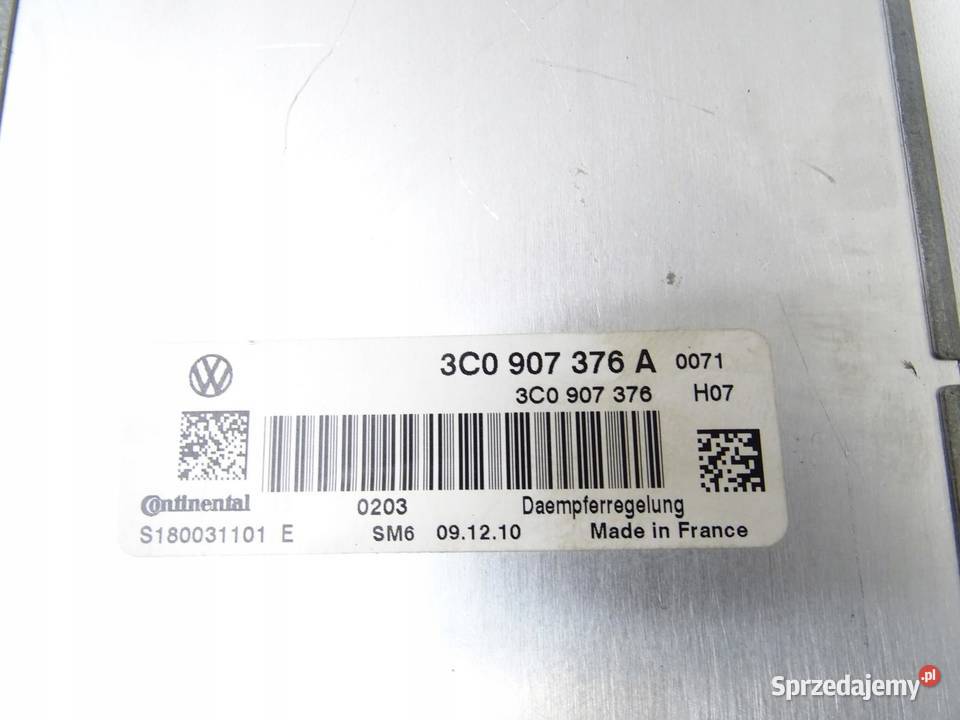 3C0 907 376 A 0071
3C0 907 376 H07
Continental 0203 Daempferregelung
S180031101 E SM6 09.12.10 Made in France
Sprzedajemy.pl